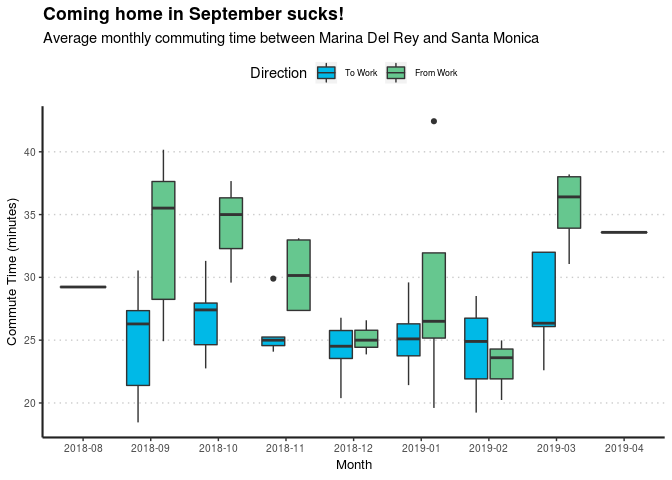 Coming home in September sucks!
Average monthly commuting time between Marina Del Rey and Santa Monica
Direction To Work From Work
Commute Time (minutes)
40
35
30
25
20
2018-08 2018-09 2018-10 2018-11 2018-12 2019-01 2019-02 2019-03 2019-04
Month